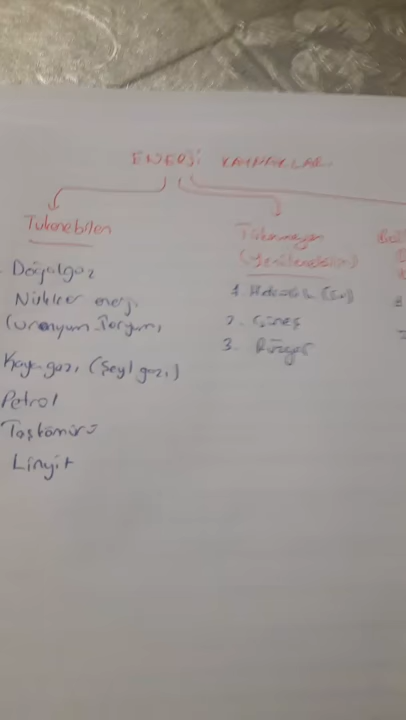 ENERJİ KAYNAKLARI
Tükenebilen
Doğalgaz
Nükleer enerji
(uranyum, Toryum)
Kaya gazı (Şeyl gazı)
Petrol
Taşkömürü
Linyit
Tükenmeyen
(Yenilenebilir)
1. Hidrolik (Su)
2. Güneş
3. Rüzgar